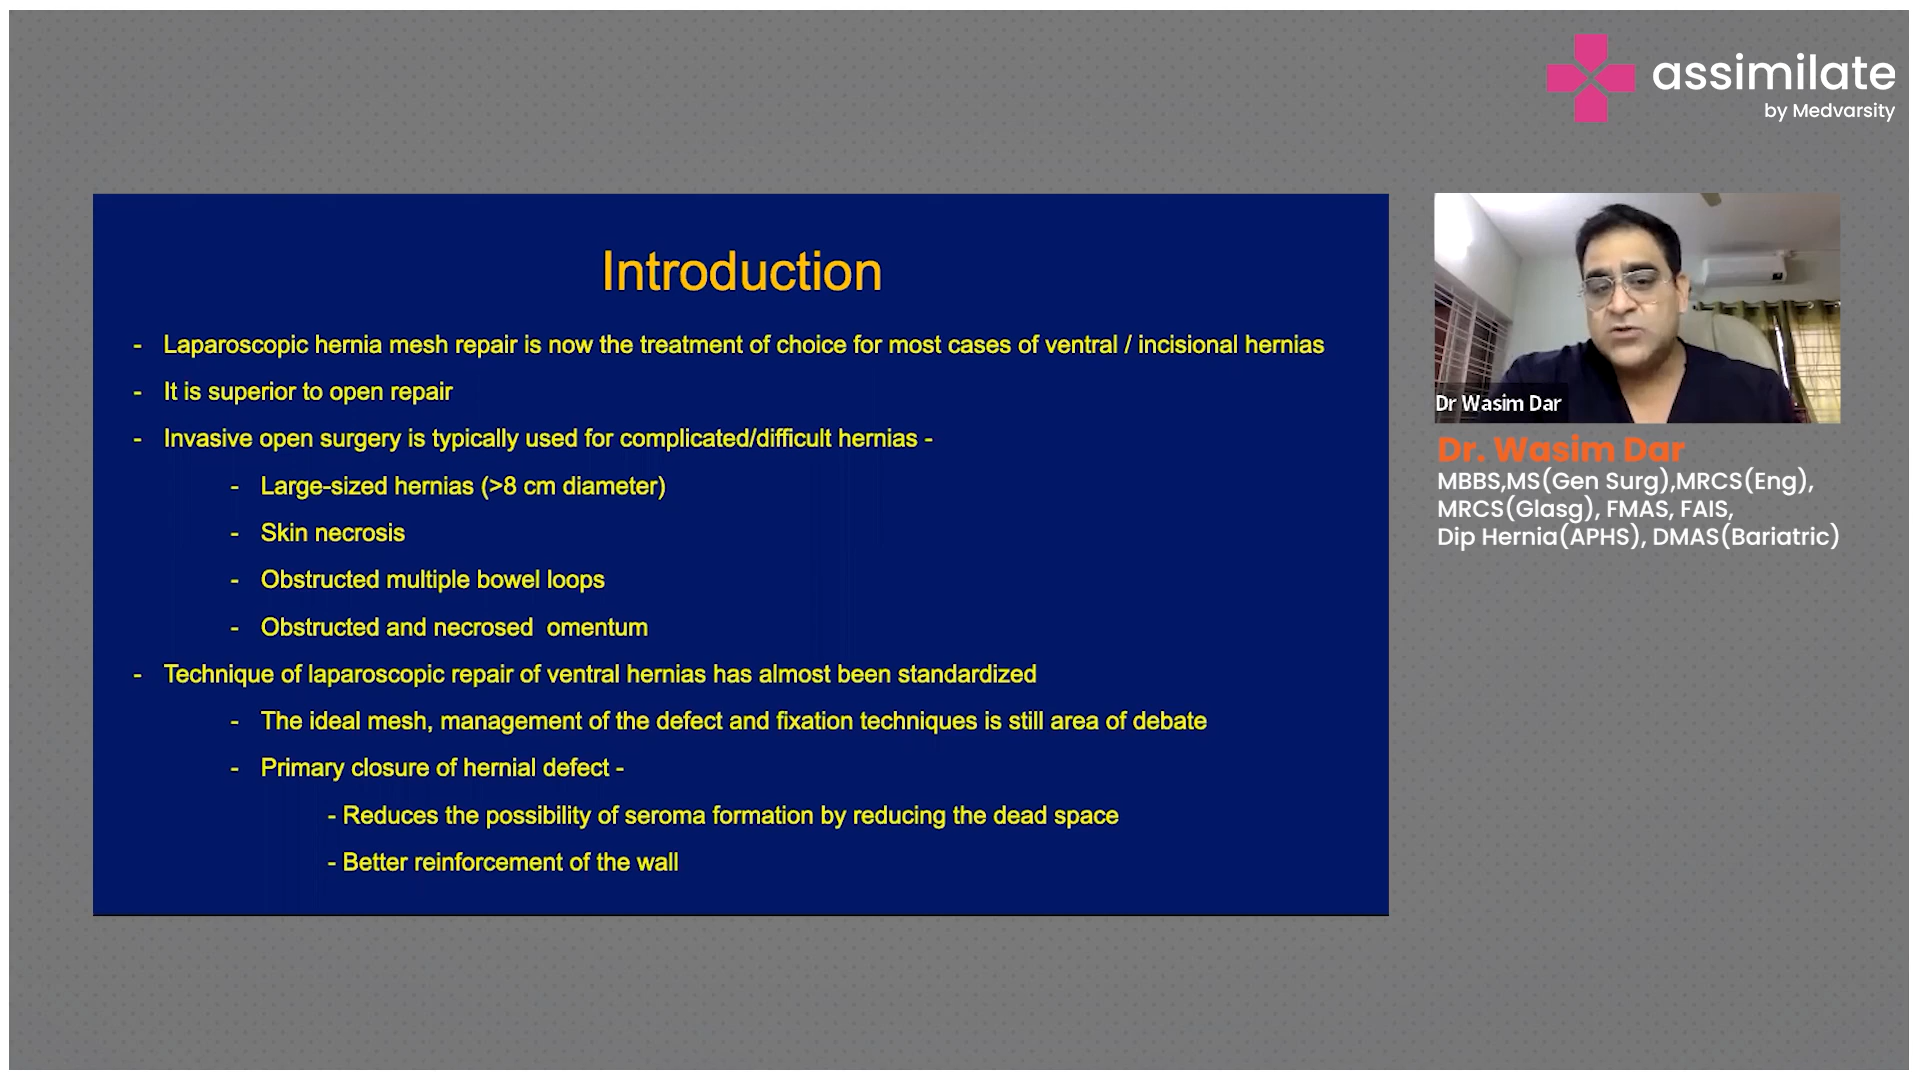 assimilate
by Medvarsity
Introduction
- Laparoscopic hernia mesh repair is now the treatment of choice for most cases of ventral / incisional hernias
- It is superior to open repair
- Invasive open surgery is typically used for complicated/difficult hernias -
- Large-sized hernias (>8 cm diameter)
- Skin necrosis
- Obstructed multiple bowel loops
- Obstructed and necrosed omentum
- Technique of laparoscopic repair of ventral hernias has almost been standardized
- The ideal mesh, management of the defect and fixation techniques is still area of debate
- Primary closure of hernial defect -
- Reduces the possibility of seroma formation by reducing the dead space
- Better reinforcement of the wall
Dr Wasim Dar
Dr. Wasim Dar
MBBS,MS(Gen Surg),MRCS(Eng),
MRCS(Glasg), FMAS, FAIS,
Dip Hernia(APHS), DMAS(Bariatric)